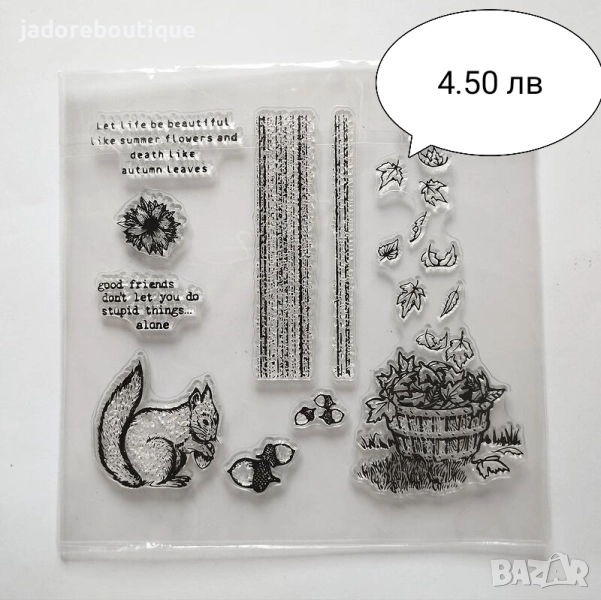 jadoreboutique
4.50 лв
Let life be beautiful
like summer flowers and
death like
autumn leaves
good friends
don't let you do
stupid things...
alone
BAZAR